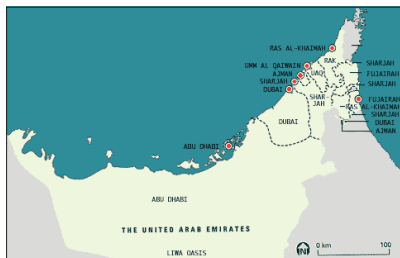 RAS AL-KHAIMAH
UMM AL QAIWAIN
AJMAN
SHARJAH
DUBAI
ABU DHABI
RAK
UAQ
SHAR-
JAH
DUBAI
SHARJAH
FUJAIRAH
SHARJAH
FUJAIRAH
RAS AL-KHAIMAH
SHARJAH
DUBAI
AJMAN
ABU DHABI
THE UNITED ARAB EMIRATES
LIWA OASIS
N
0 km
100